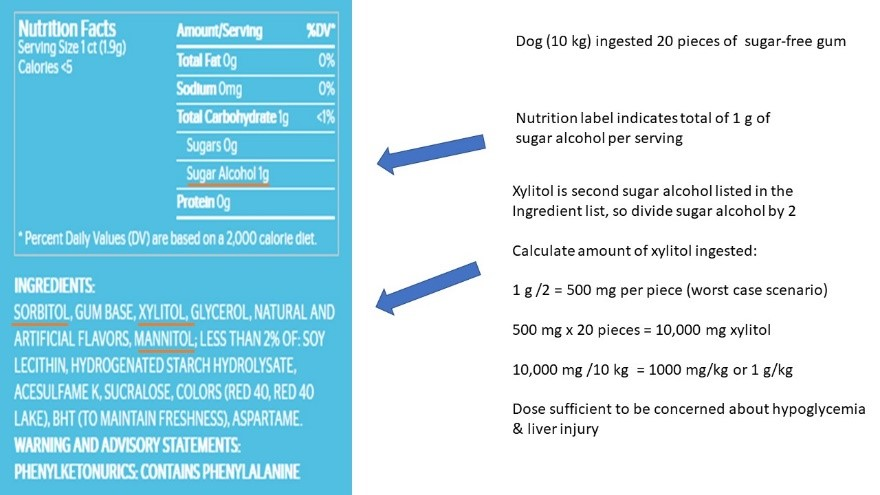 Nutrition Facts
Serving Size 1 ct (1.9g)
Calories <5
Amount/Serving %DV*
Total Fat 0g 0%
Sodium 0mg 0%
Total Carbohydrate 1g <1%
Sugars 0g
Sugar Alcohol 1g
Protein 0g
* Percent Daily Values (DV) are based on a 2,000 calorie diet.
INGREDIENTS:
SORBITOL, GUM BASE, XYLITOL, GLYCEROL, NATURAL AND
ARTIFICIAL FLAVORS, MANNITOL; LESS THAN 2% OF: SOY
LECITHIN, HYDROGENATED STARCH HYDROLYSATE,
ACESULFAME K, SUCRALOSE, COLORS (RED 40, RED 40
LAKE), BHT (TO MAINTAIN FRESHNESS), ASPARTAME.
WARNING AND ADVISORY STATEMENTS:
PHENYLKETONURICS: CONTAINS PHENYLALANINE
Dog (10 kg) ingested 20 pieces of sugar-free gum
Nutrition label indicates total of 1 g of
sugar alcohol per serving
Xylitol is second sugar alcohol listed in the
Ingredient list, so divide sugar alcohol by 2
Calculate amount of xylitol ingested:
1 g /2 = 500 mg per piece (worst case scenario)
500 mg x 20 pieces = 10,000 mg xylitol
10,000 mg /10 kg = 1000 mg/kg or 1 g/kg
Dose sufficient to be concerned about hypoglycemia
& liver injury